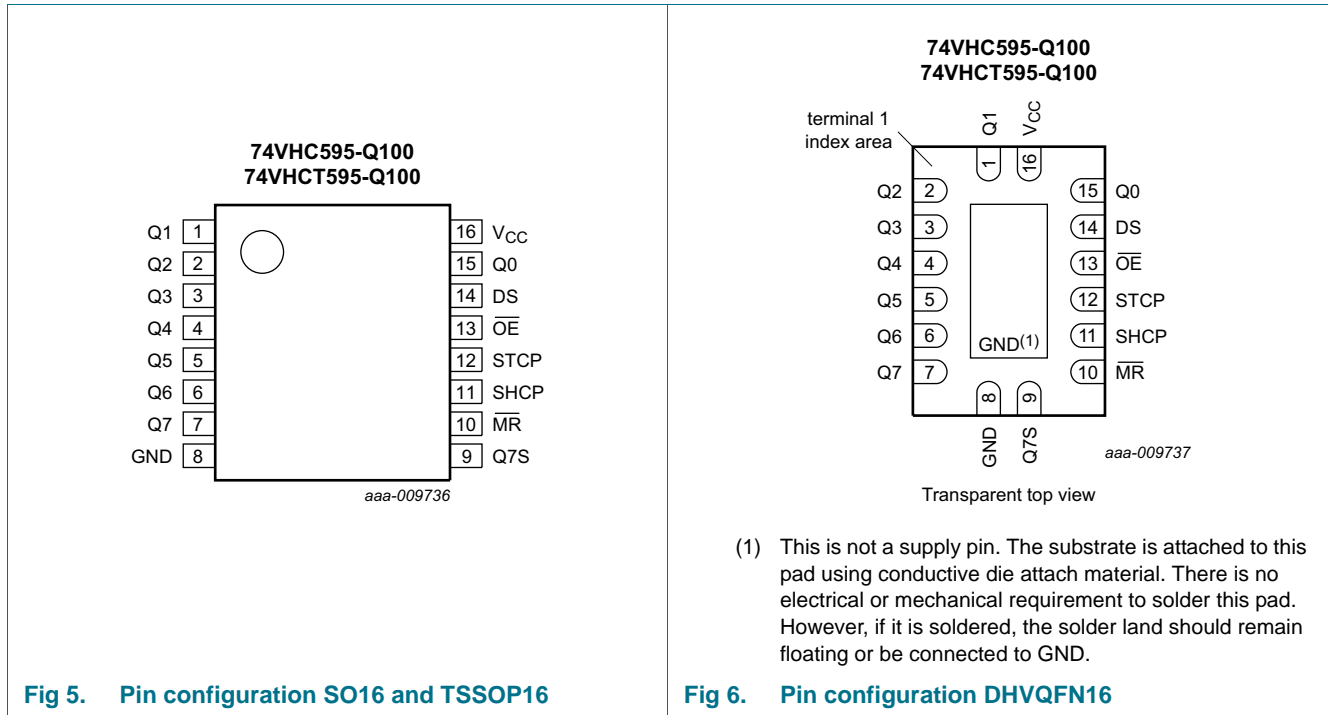 74VHC595-Q100
74VHCT595-Q100
Q1 1
Q2 2
Q3 3
Q4 4
Q5 5
Q6 6
Q7 7
GND 8
16 VCC
15 Q0
14 DS
13 OE
12 STCP
11 SHCP
10 MR
9 Q7S
aaa-009736
Fig 5. Pin configuration SO16 and TSSOP16
74VHC595-Q100
74VHCT595-Q100
terminal 1
index area
Q1 1
VCC 16
Q2 2
Q3 3
Q4 4
Q5 5
Q6 6
Q7 7
15 Q0
14 DS
13 OE
12 STCP
11 SHCP
10 MR
GND(1)
8 GND
9 Q7S
aaa-009737
Transparent top view
(1) This is not a supply pin. The substrate is attached to this
pad using conductive die attach material. There is no
electrical or mechanical requirement to solder this pad.
However, if it is soldered, the solder land should remain
floating or be connected to GND.
Fig 6. Pin configuration DHVQFN16